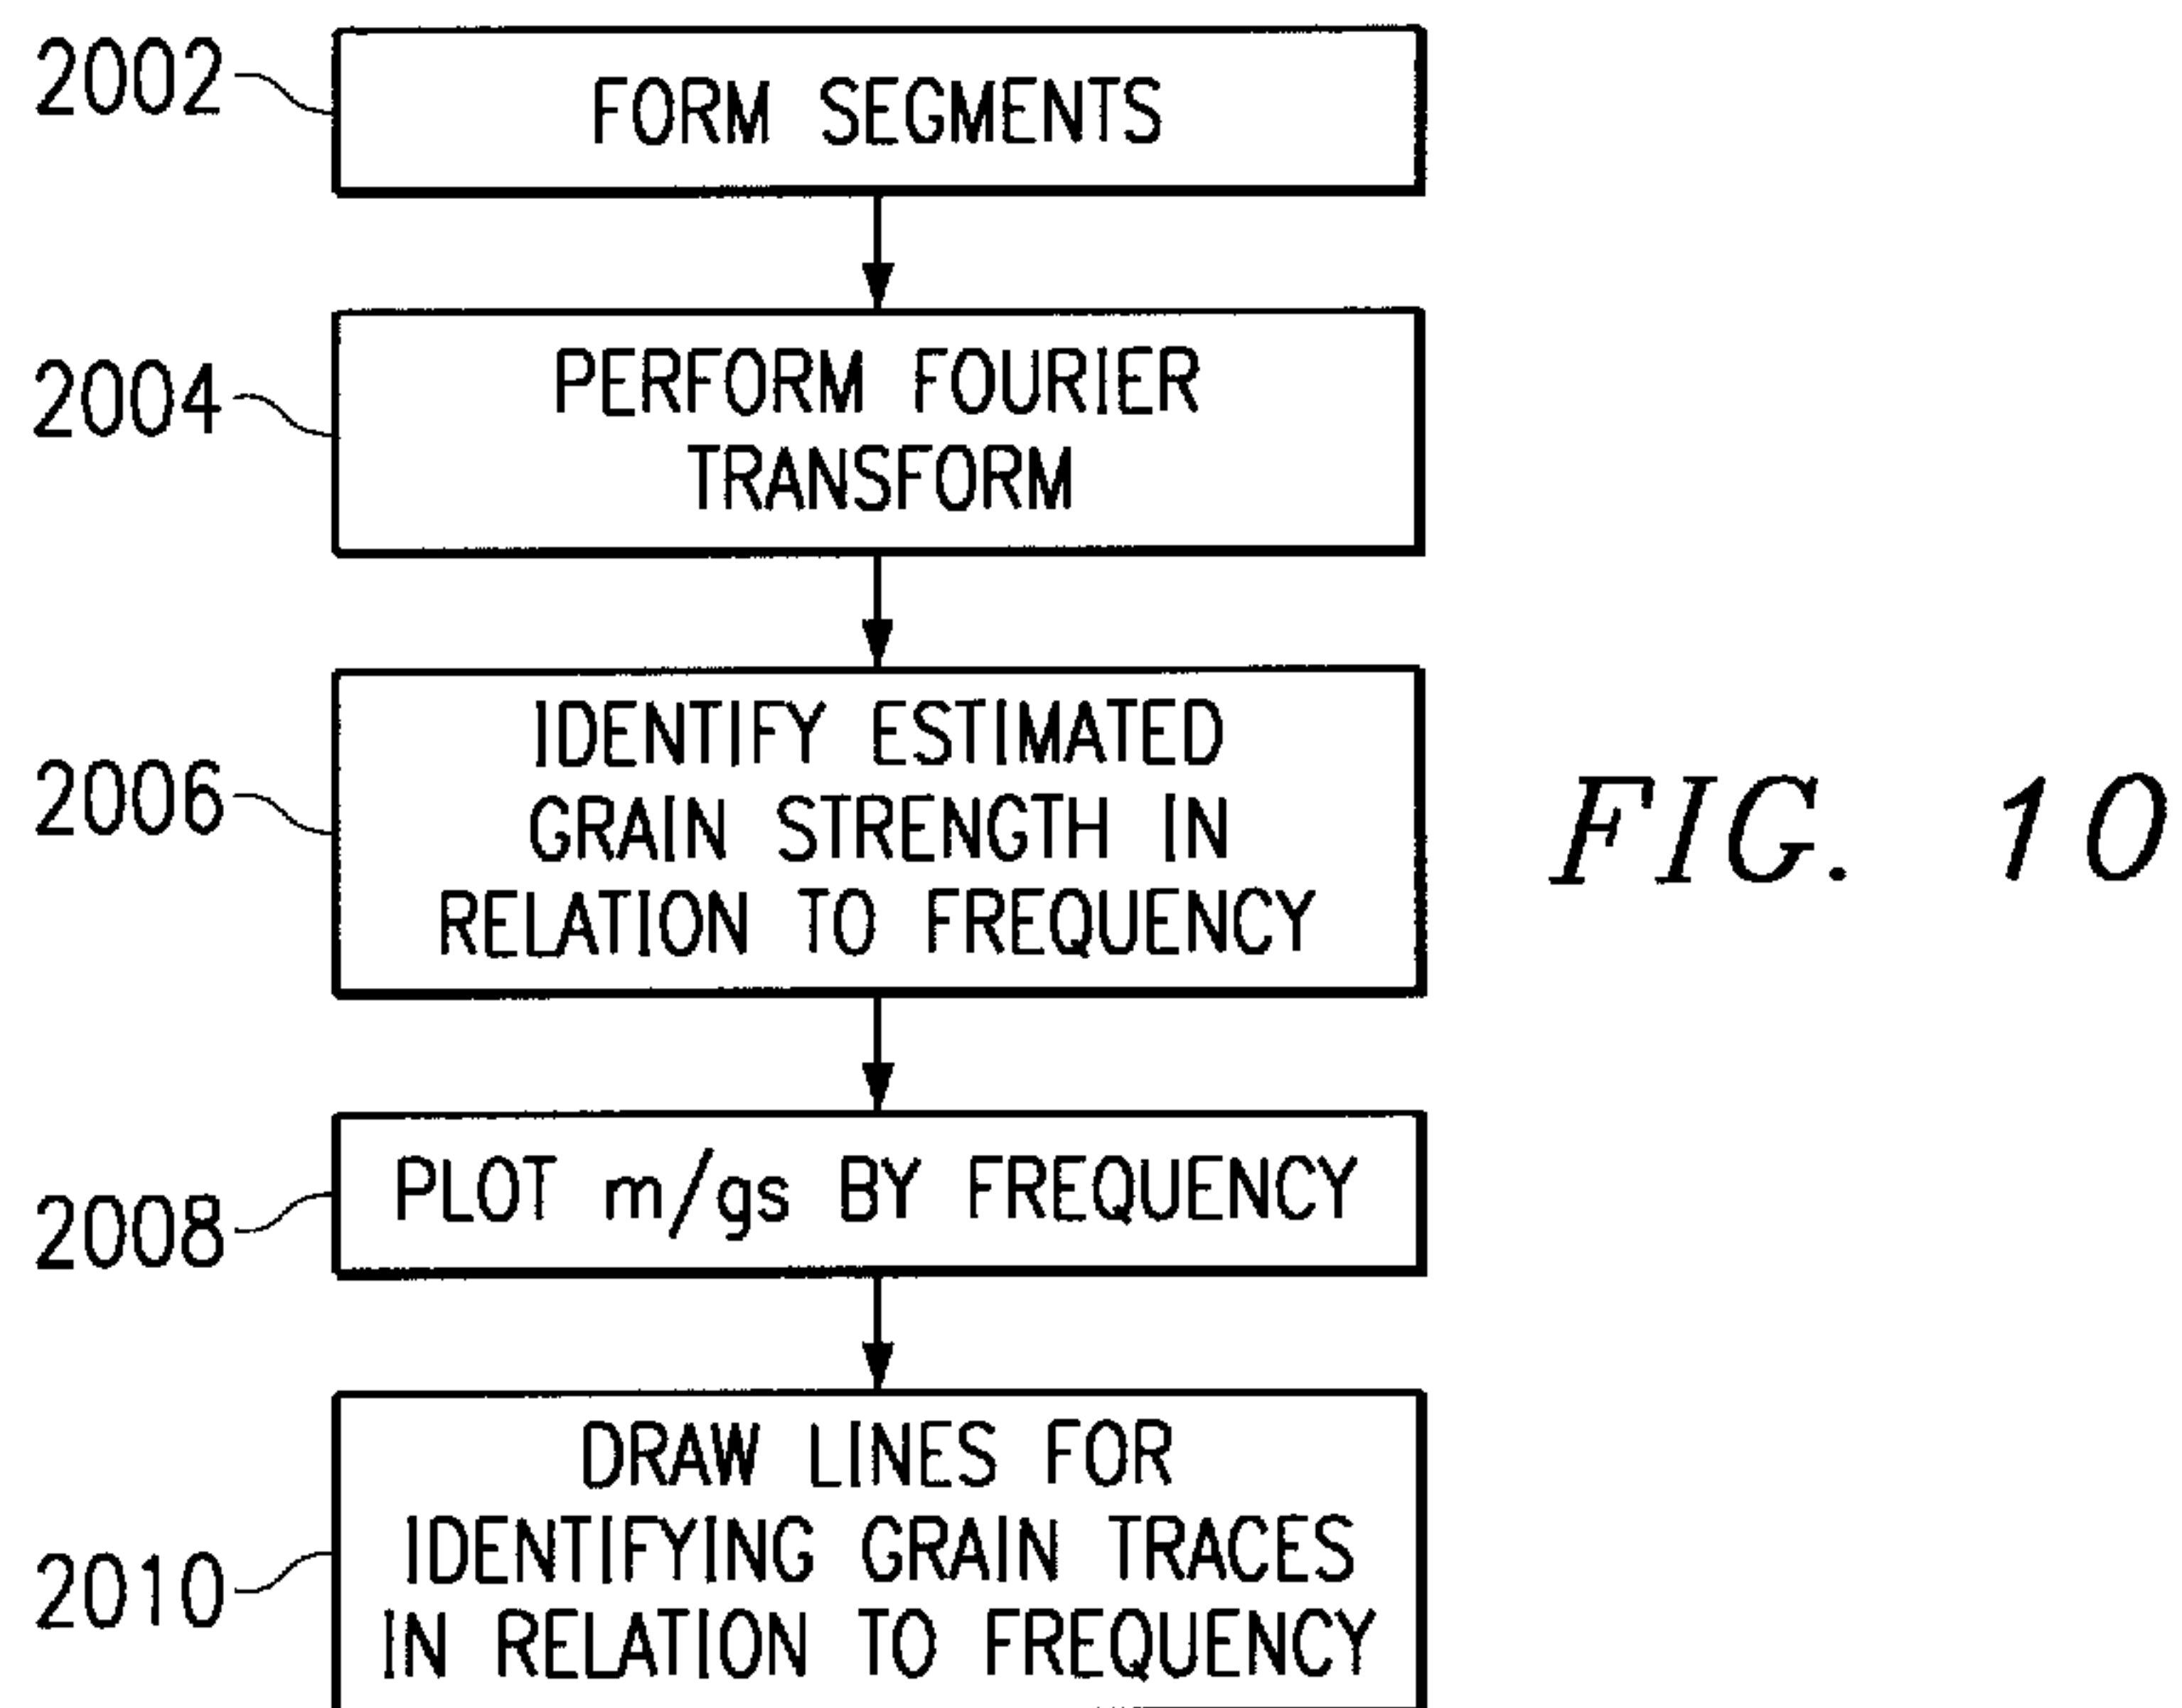 2002
FORM SEGMENTS
2004
PERFORM FOURIER
TRANSFORM
2006
IDENTIFY ESTIMATED
GRAIN STRENGTH IN
RELATION TO FREQUENCY
FIG. 10
2008
PLOT m/gs BY FREQUENCY
2010
DRAW LINES FOR
IDENTIFYING GRAIN TRACES
IN RELATION TO FREQUENCY